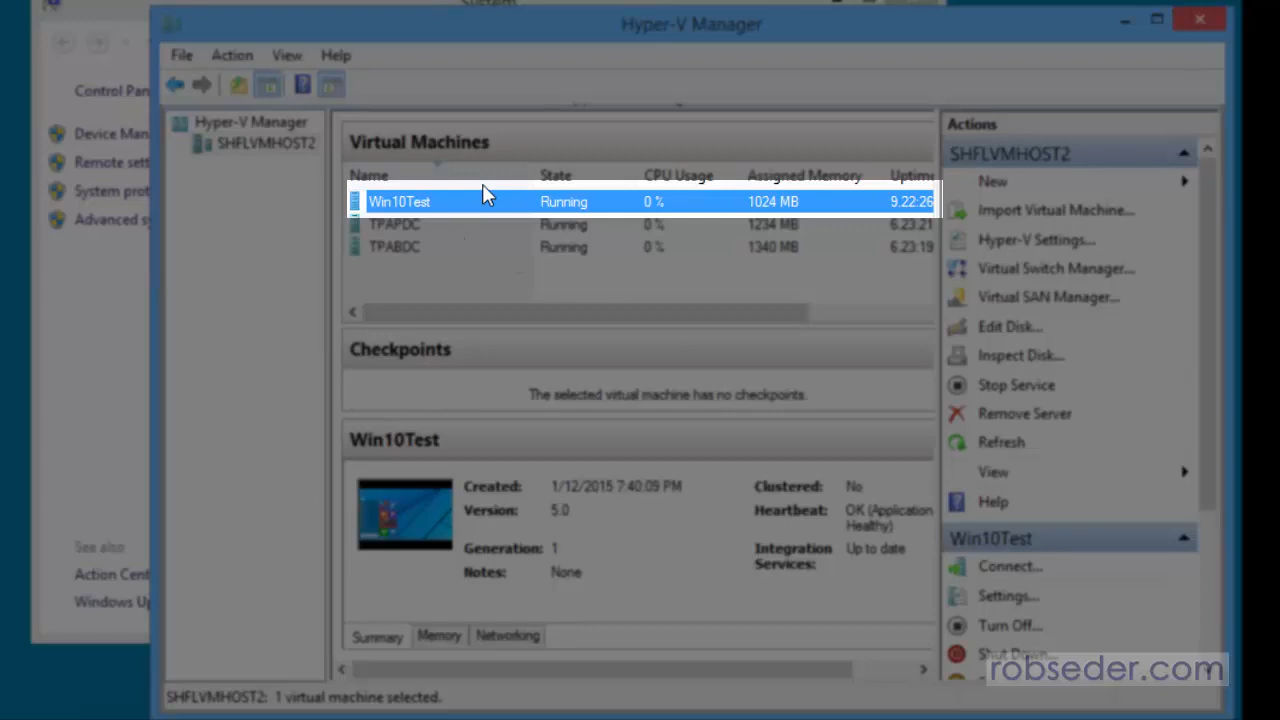 System
Hyper-V Manager
File Action View Help
Control Pan
Device Man
Remote sett
System prot
Advanced sy
See also
Action Cent
Windows Up
Hyper-V Manager
SHFLVMHOST2
Virtual Machines
Name State CPU Usage Assigned Memory Uptime
Win10Test Running 0 % 1024 MB 9.22:26
TPAPDC Running 0 % 1234 MB 6.23:21
TPABDC Running 0 % 1340 MB 6.23:19
Checkpoints
The selected virtual machine has no checkpoints.
Win10Test
Created: 1/12/2015 7:40:09 PM Clustered: No
Version: 5.0 Heartbeat: OK (Application
Healthy)
Generation: 1 Integration Up to date
Services:
Notes: None
Summary Memory Networking
Actions
SHFLVMHOST2
New
Import Virtual Machine...
Hyper-V Settings...
Virtual Switch Manager...
Virtual SAN Manager...
Edit Disk...
Inspect Disk...
Stop Service
Remove Server
Refresh
View
Help
Win10Test
Connect...
Settings...
Turn Off...
Shut Down...
robseder.com
SHFLVMHOST2: 1 virtual machine selected.